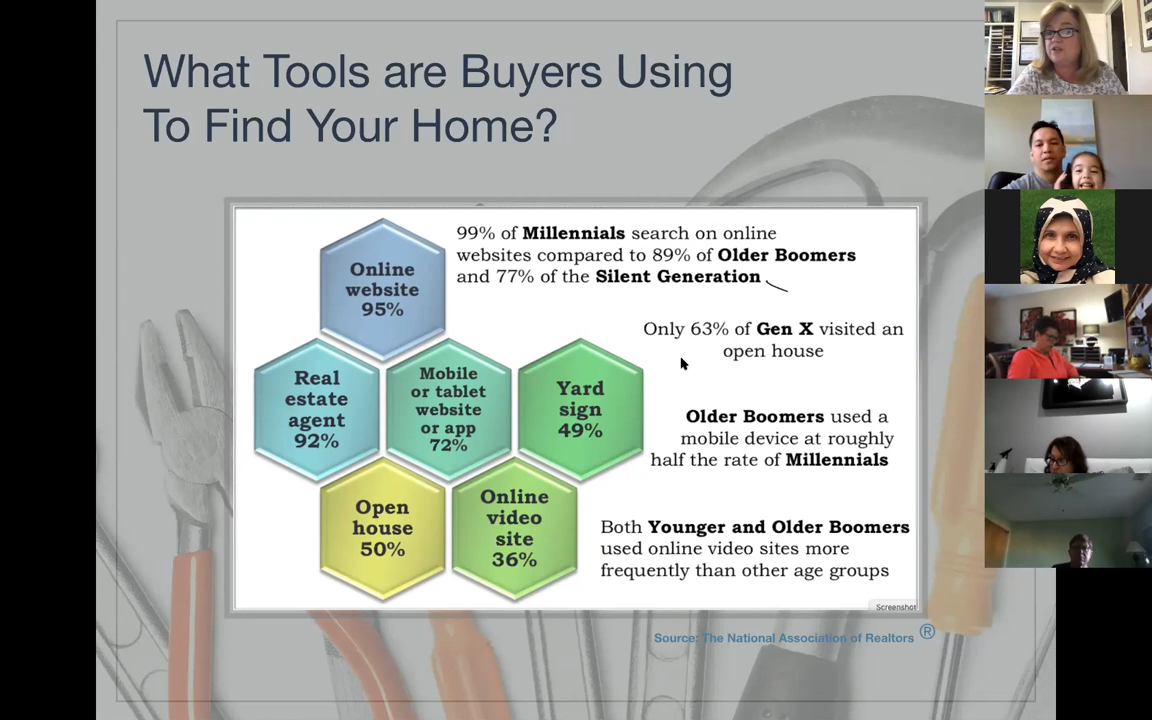 What Tools are Buyers Using
To Find Your Home?
Online
website
95%
99% of Millennials search on online
websites compared to 89% of Older Boomers
and 77% of the Silent Generation
Only 63% of Gen X visited an
open house
Real
estate
agent
92%
Mobile
or tablet
website
or app
72%
Yard
sign
49%
Older Boomers used a
mobile device at roughly
half the rate of Millennials
Open
house
50%
Online
video
site
36%
Both Younger and Older Boomers
used online video sites more
frequently than other age groups
Screenshot
Source: The National Association of Realtors ®